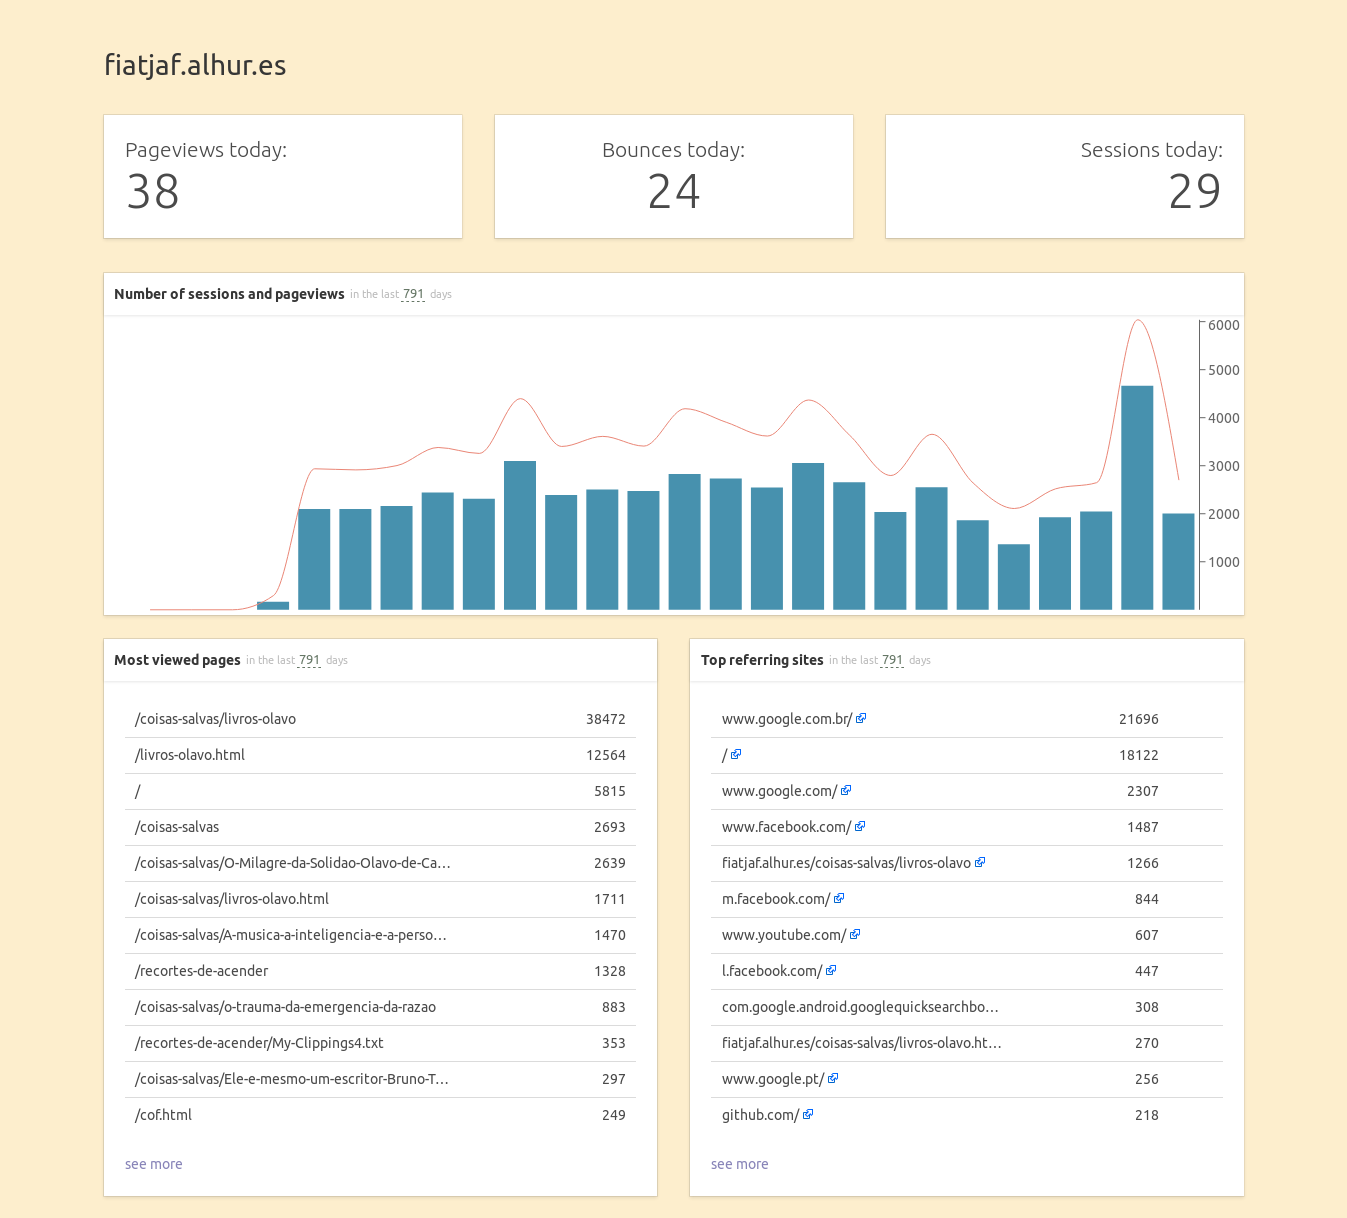 fiatjaf.alhur.es
Pageviews today:
38
Bounces today:
24
Sessions today:
29
Number of sessions and pageviews in the last 791 days
6000
5000
4000
3000
2000
1000
Most viewed pages in the last 791 days
/coisas-salvas/livros-olavo 38472
/livros-olavo.html 12564
/ 5815
/coisas-salvas 2693
/coisas-salvas/O-Milagre-da-Solidao-Olavo-de-Ca… 2639
/coisas-salvas/livros-olavo.html 1711
/coisas-salvas/A-musica-a-inteligencia-e-a-perso… 1470
/recortes-de-acender 1328
/coisas-salvas/o-trauma-da-emergencia-da-razao 883
/recortes-de-acender/My-Clippings4.txt 353
/coisas-salvas/Ele-e-mesmo-um-escritor-Bruno-T… 297
/cof.html 249
see more
Top referring sites in the last 791 days
www.google.com.br/ 21696
/ 18122
www.google.com/ 2307
www.facebook.com/ 1487
fiatjaf.alhur.es/coisas-salvas/livros-olavo 1266
m.facebook.com/ 844
www.youtube.com/ 607
l.facebook.com/ 447
com.google.android.googlequicksearchbo… 308
fiatjaf.alhur.es/coisas-salvas/livros-olavo.ht… 270
www.google.pt/ 256
github.com/ 218
see more